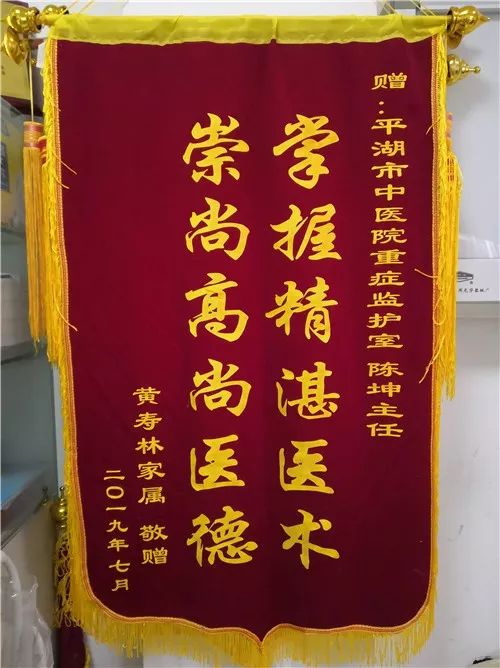 赠：平湖市中医院重症监护室 陈坤主任
掌握精湛医术
崇尚高尚医德
黄寿林家属 敬赠
二〇一九年七月